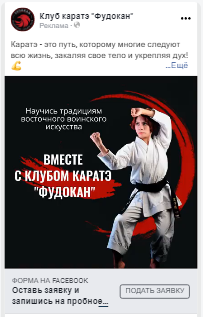 Клуб каратэ "Фудокан"
Реклама ·
Каратэ - это путь, которому многие следуют
всю жизнь, закаляя свое тело и укрепляя дух!
...Ещё
Научись традициям
восточного воинского
искусства
ВМЕСТЕ
С КЛУБОМ КАРАТЭ
"ФУДОКАН"
ФОРМА НА FACEBOOK
Оставь заявку и
запишись на пробное...
ПОДАТЬ ЗАЯВКУ